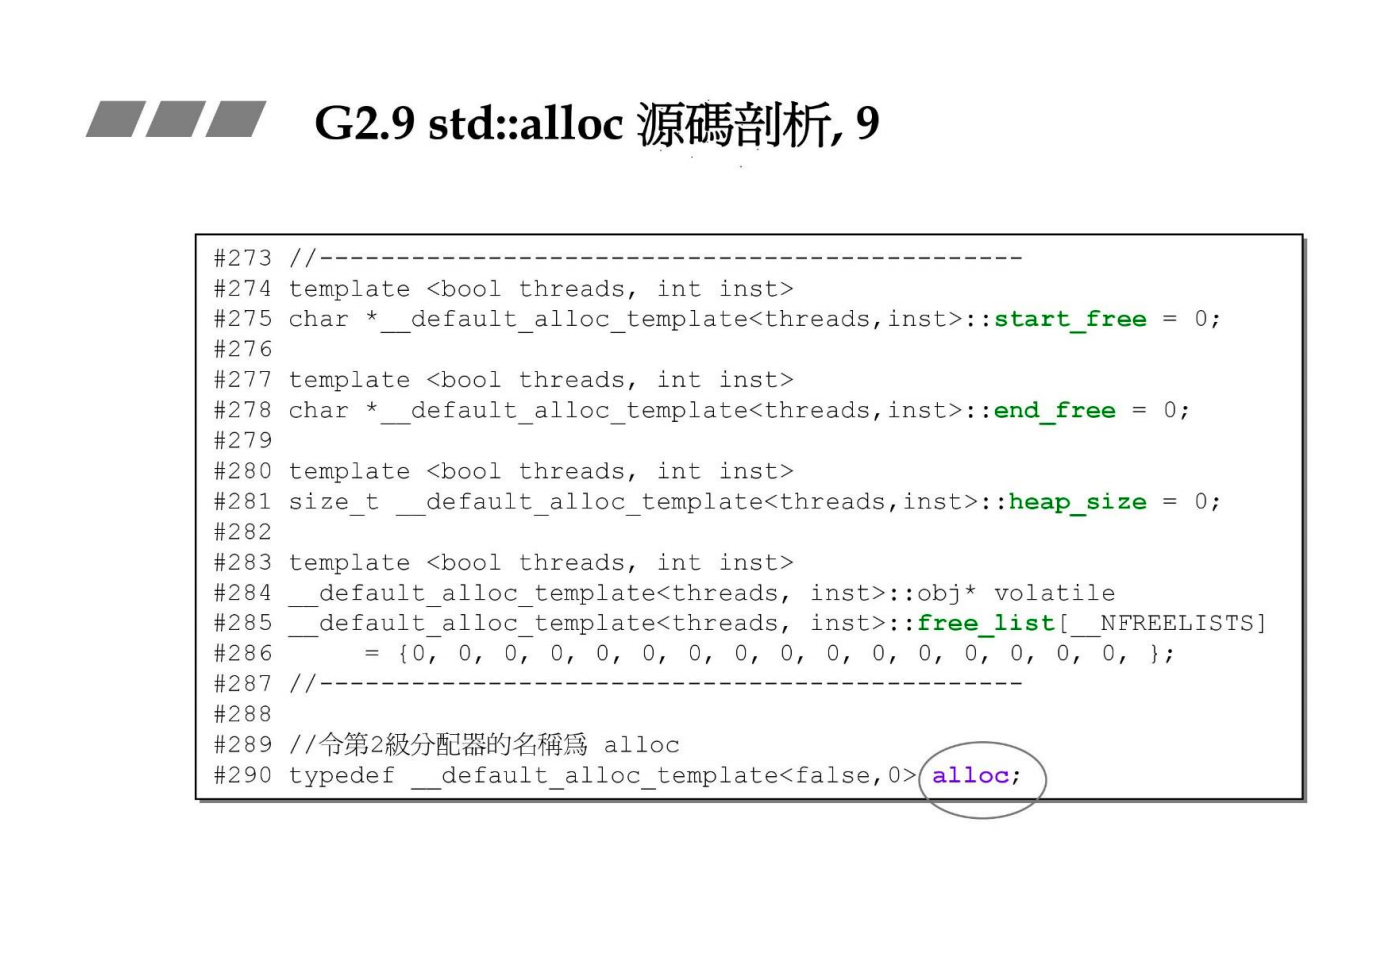 G2.9 std::alloc 源碼剖析, 9
#273 //----------------------------------------------
#274 template <bool threads, int inst>
#275 char *__default_alloc_template<threads,inst>::start_free = 0;
#276
#277 template <bool threads, int inst>
#278 char *__default_alloc_template<threads,inst>::end_free = 0;
#279
#280 template <bool threads, int inst>
#281 size_t __default_alloc_template<threads,inst>::heap_size = 0;
#282
#283 template <bool threads, int inst>
#284 __default_alloc_template<threads, inst>::obj* volatile
#285 __default_alloc_template<threads, inst>::free_list[__NFREELISTS]
#286      = {0, 0, 0, 0, 0, 0, 0, 0, 0, 0, 0, 0, 0, 0, 0, 0, };
#287 //----------------------------------------------
#288
#289 //令第2級分配器的名稱為 alloc
#290 typedef __default_alloc_template<false,0> alloc;